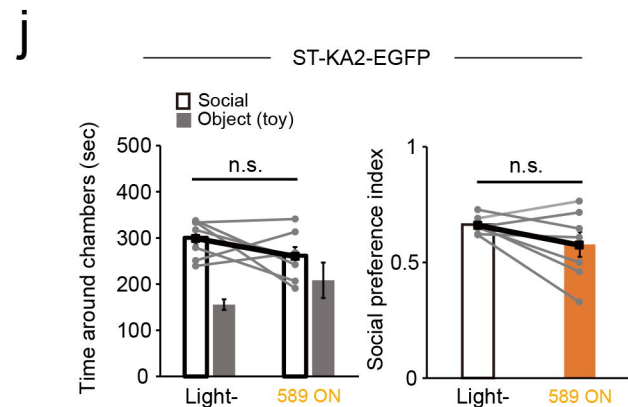 j
ST-KA2-EGFP
Social
Object (toy)
Time around chambers (sec)
500
400
300
200
100
0
n.s.
Light-
589 ON
Social preference index
1
0.5
0
n.s.
Light-
589 ON